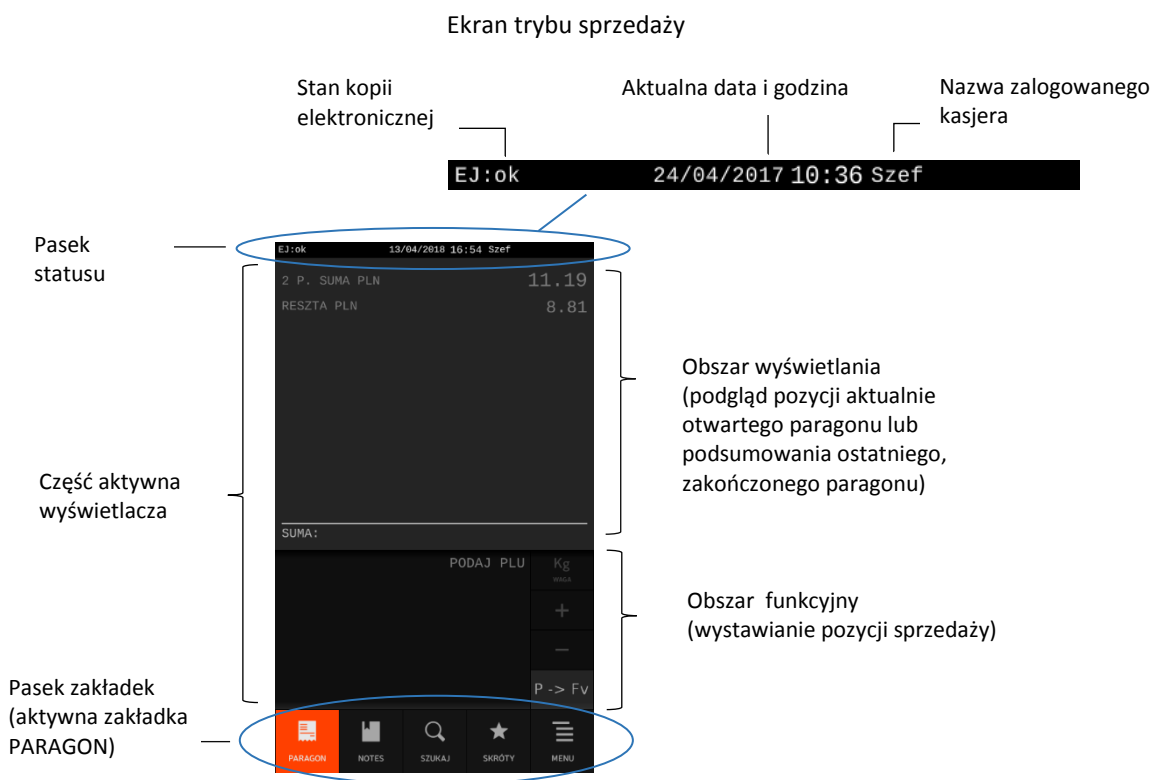 Ekran trybu sprzedaży
Stan kopii
elektronicznej
Aktualna data i godzina
Nazwa zalogowanego
kasjera
EJ:ok 24/04/2017 10:36 Szef
Pasek
statusu
EJ:ok 13/04/2018 16:54 Szef
2 P. SUMA PLN 11.19
RESZTA PLN 8.81
Obszar wyświetlania
(podgląd pozycji aktualnie
otwartego paragonu lub
podsumowania ostatniego,
zakończonego paragonu)
Część aktywna
wyświetlacza
SUMA:
PODAJ PLU
Kg
WAGA
+
−
P -> Fv
Obszar funkcyjny
(wystawianie pozycji sprzedaży)
Pasek zakładek
(aktywna zakładka
PARAGON)
PARAGON NOTES SZUKAJ SKRÓTY MENU